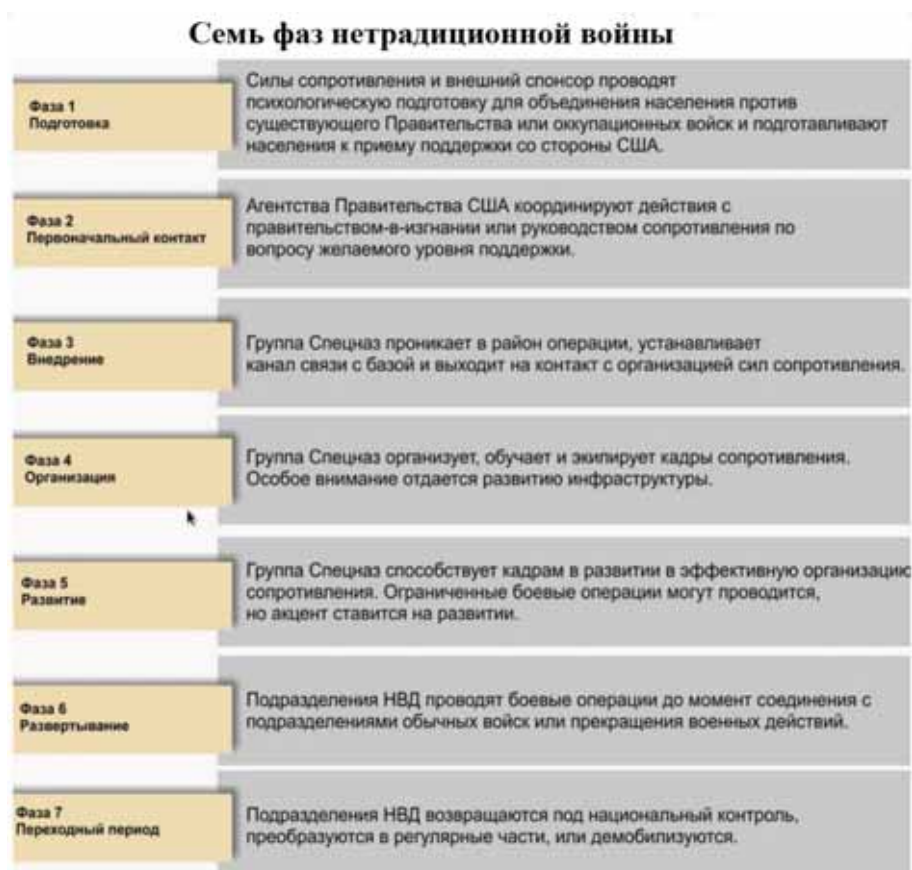 Семь фаз нетрадиционной войны
Фаза 1
Подготовка
Силы сопротивления и внешний спонсор проводят
психологическую подготовку для объединения населения против
существующего Правительства или оккупационных войск и подготавливают
населения к приему поддержки со стороны США.
Фаза 2
Первоначальный контакт
Агентства Правительства США координируют действия с
правительством-в-изгнании или руководством сопротивления по
вопросу желаемого уровня поддержки.
Фаза 3
Внедрение
Группа Спецназ проникает в район операции, устанавливает
канал связи с базой и выходит на контакт с организацией сил сопротивления.
Фаза 4
Организация
Группа Спецназ организует, обучает и экипирует кадры сопротивления.
Особое внимание отдается развитию инфраструктуры.
Фаза 5
Развитие
Группа Спецназ способствует кадрам в развитии в эффективную организацию
сопротивления. Ограниченные боевые операции могут проводится,
но акцент ставится на развитии.
Фаза 6
Развертывание
Подразделения НВД проводят боевые операции до момент соединения с
подразделениями обычных войск или прекращения военных действий.
Фаза 7
Переходный период
Подразделения НВД возвращаются под национальный контроль,
преобразуются в регулярные части, или демобилизуются.